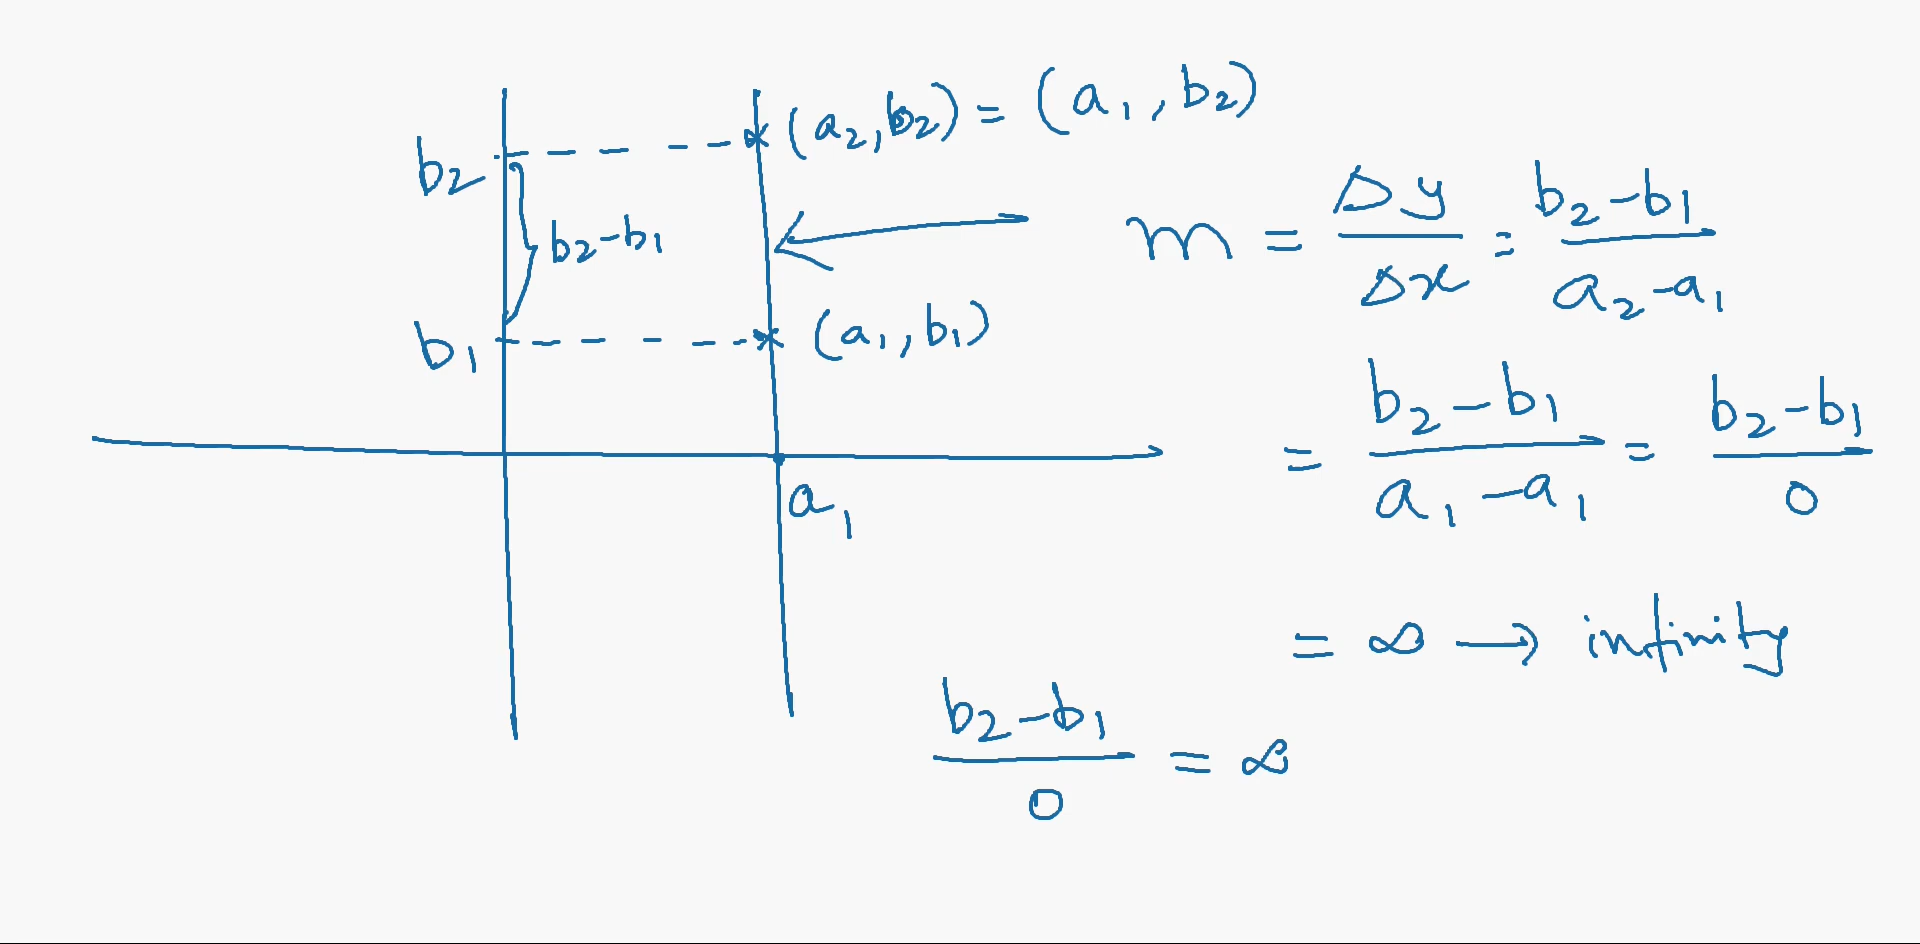 (a₂,b₂) = (a₁,b₂)
b₂
b₂-b₁
m = Δy/Δx = (b₂-b₁)/(a₂-a₁)
b₁
(a₁,b₁)
= (b₂-b₁)/(a₁-a₁) = (b₂-b₁)/0
a₁
= ∞ → infinity
(b₂-b₁)/0 = ∞